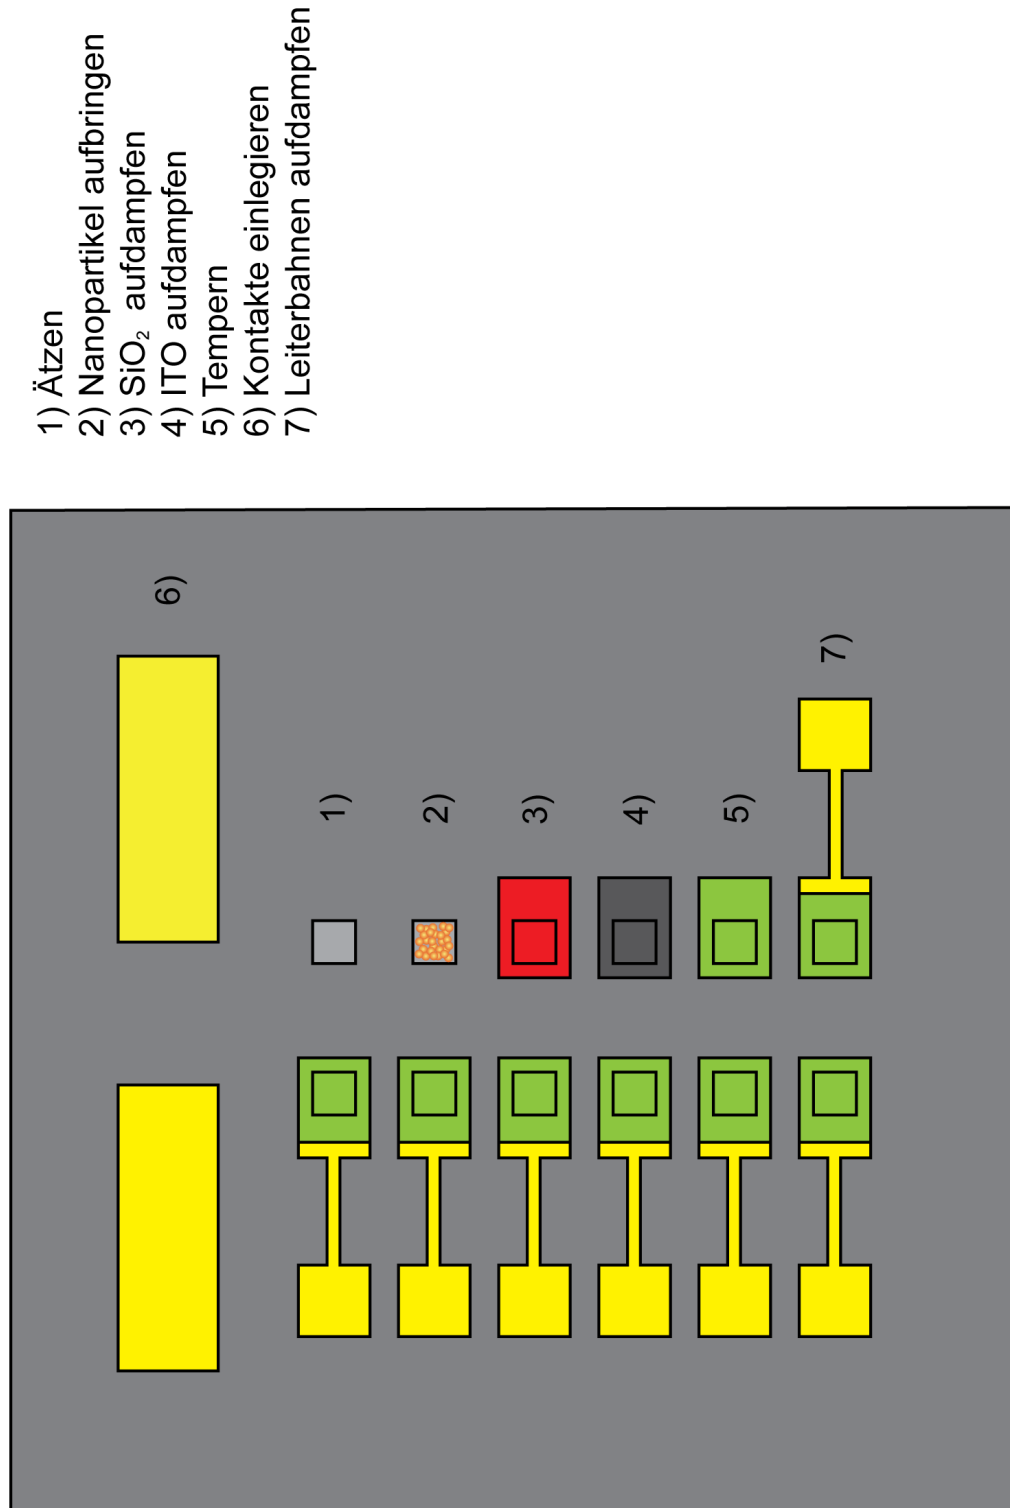 1) Ätzen
2) Nanopartikel aufbringen
3) SiO₂ aufdampfen
4) ITO aufdampfen
5) Tempern
6) Kontakte einlegieren
7) Leiterbahnen aufdampfen
6)
1)
2)
3)
4)
5)
7)